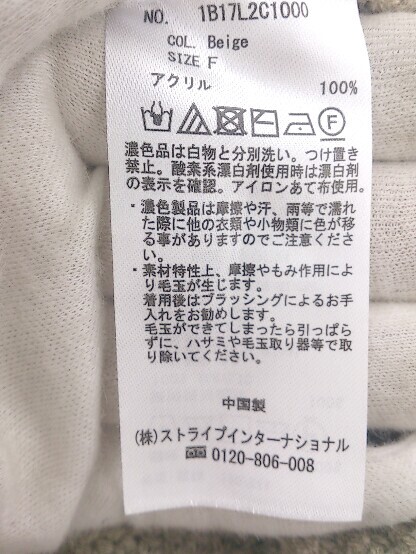 NO. 1B17L2C1000
COL. Beige
SIZE F
アクリル 100%
濃色品は白物と分別洗い。つけ置き
禁止。酸素系漂白剤使用時は漂白剤
の表示を確認。アイロンあて布使用。
・濃色製品は摩擦や汗、雨等で濡れ
た際に他の衣類や小物類に色が移
る事がありますのでご注意くださ
い。
・素材特性上、摩擦やもみ作用によ
り毛玉が生じます。
着用後はブラッシングによるお手
入れをお勧めします。
毛玉ができてしまったら引っぱら
ずに、ハサミや毛玉取り器等で取
り除いてください。
中国製
(株)ストライプインターナショナル
0120-806-008